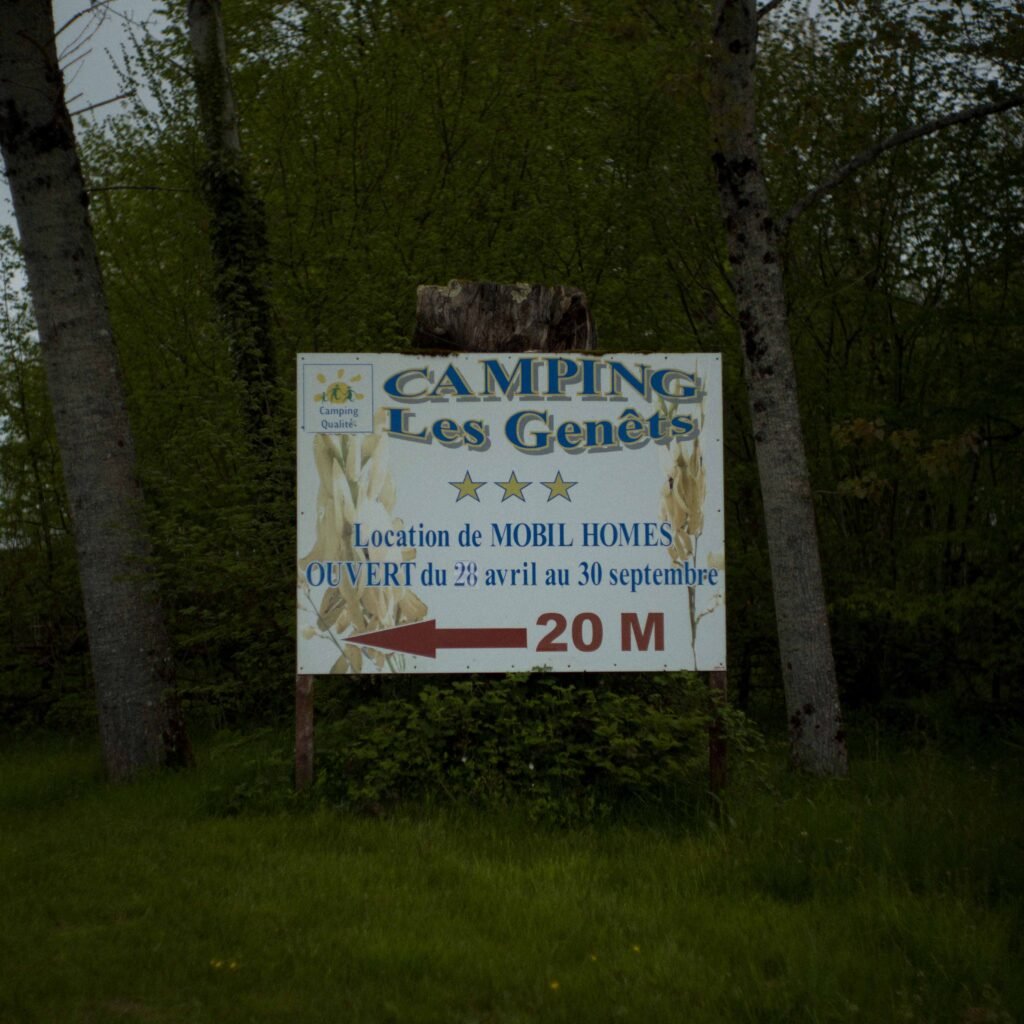 Camping
Qualité
CAMPING
Les Genêts
Location de MOBIL HOMES
OUVERT du 28 avril au 30 septembre
20 M